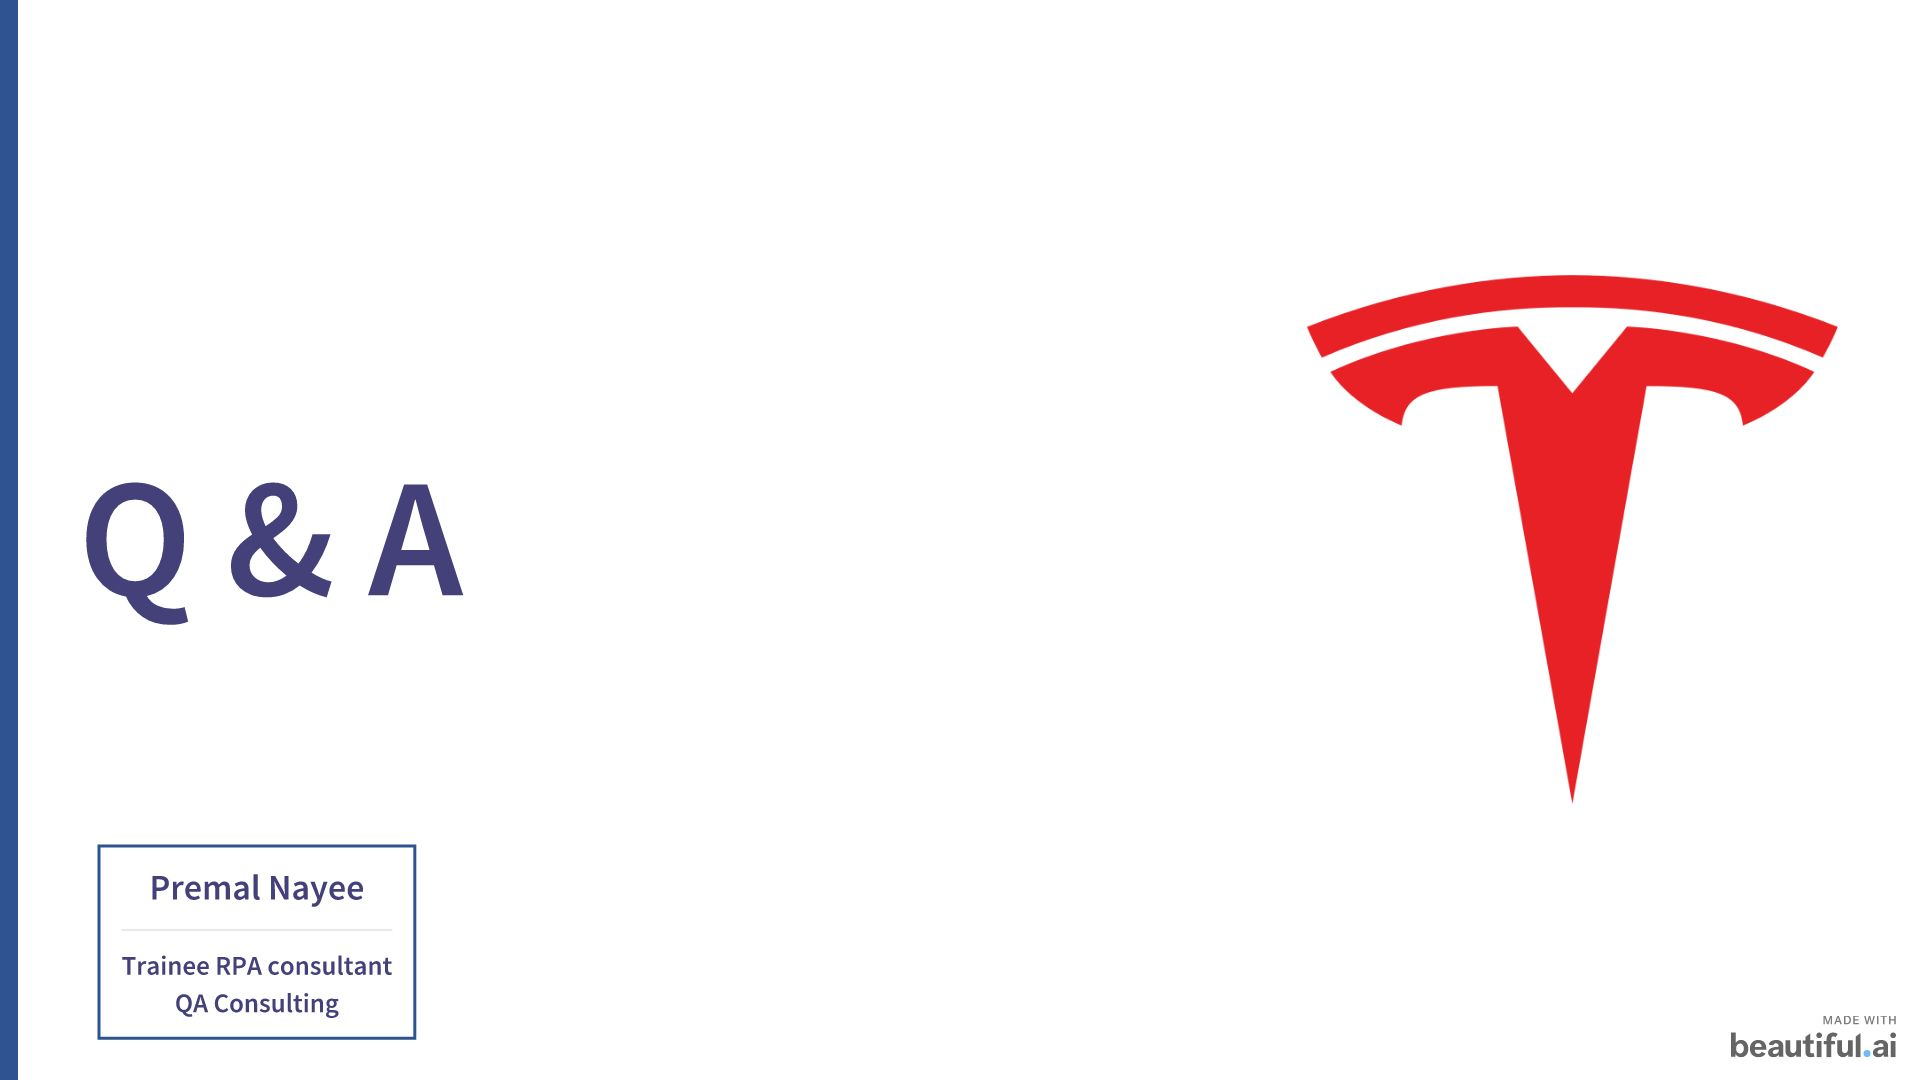 Q & A
Premal Nayee
Trainee RPA consultant
QA Consulting
MADE WITH
beautiful.ai